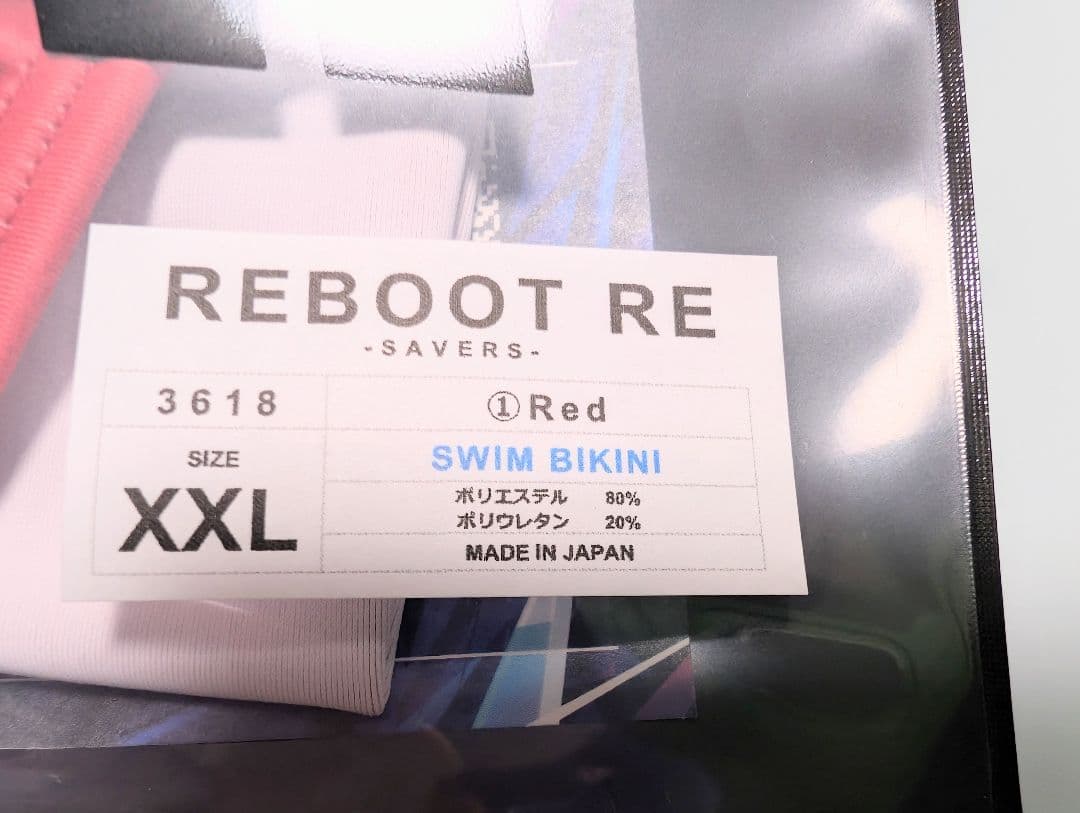 REBOOT RE
-SAVERS-
3618
①Red
SIZE
XXL
SWIM BIKINI
ポリエステル 80%
ポリウレタン 20%
MADE IN JAPAN